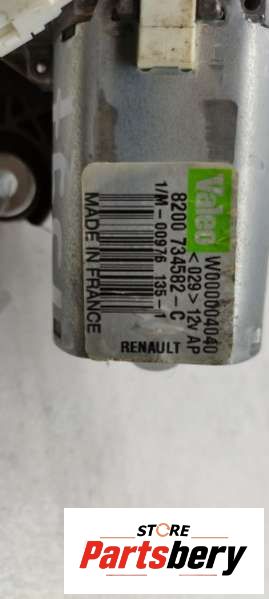 Valeo
W000004040
< 029 > 12v AP
8200 734582-C
1/M-00976 135-1
MADE IN FRANCE
RENAULT
STORE
Partsbery